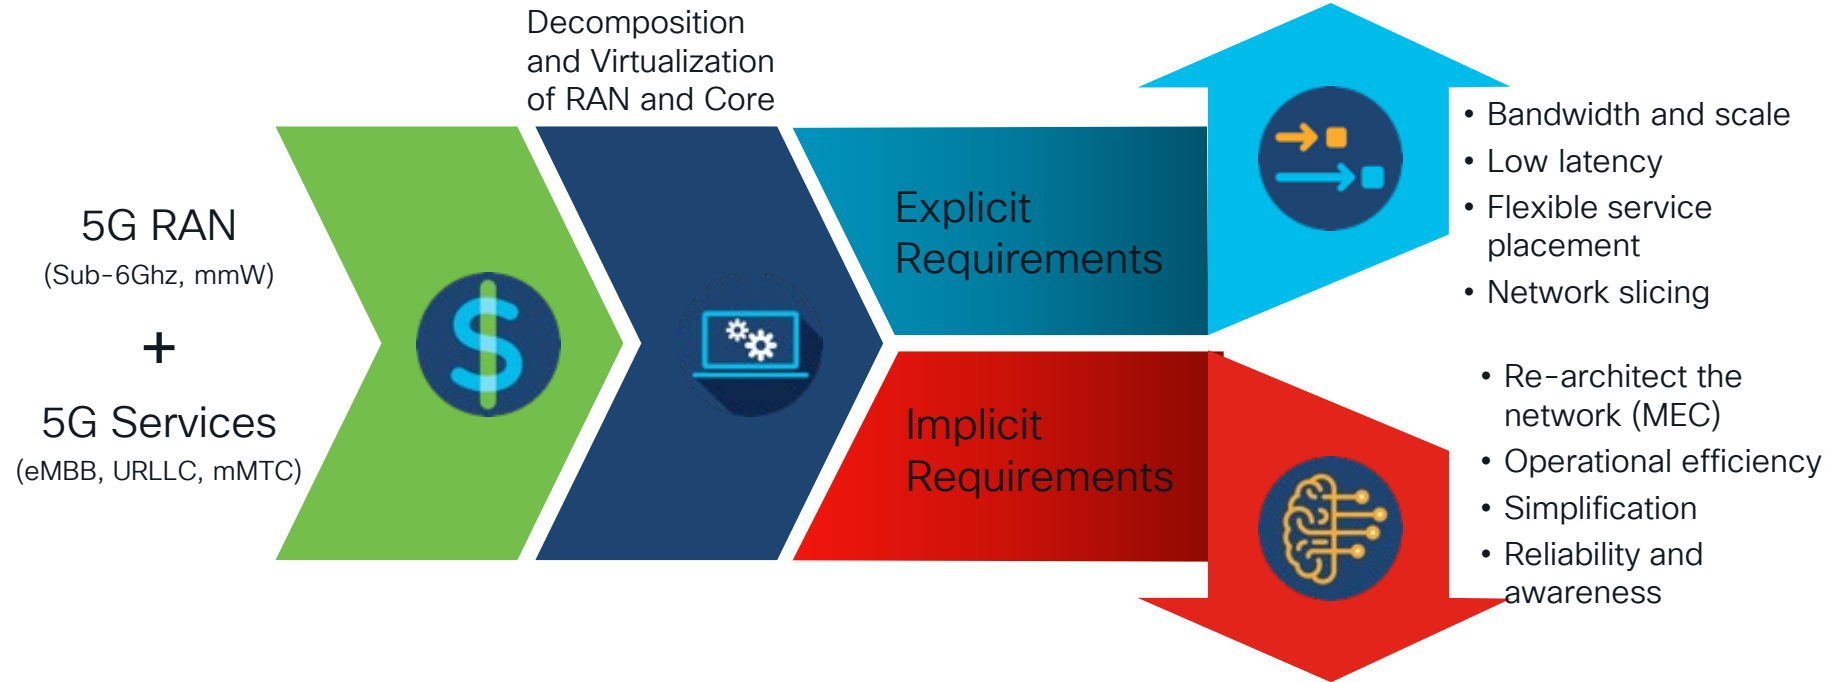 Decomposition
and Virtualization
of RAN and Core
5G RAN
(Sub-6Ghz, mmW)
+
5G Services
(eMBB, URLLC, mMTC)
$
Explicit
Requirements
• Bandwidth and scale
• Low latency
• Flexible service
placement
• Network slicing
Implicit
Requirements
• Re-architect the
network (MEC)
• Operational efficiency
• Simplification
• Reliability and
awareness